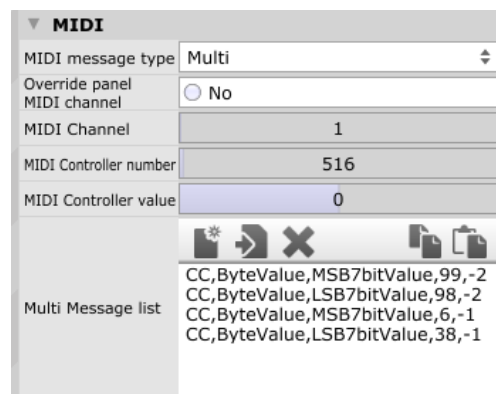 MIDI
MIDI message type Multi
Override panel
MIDI channel
No
MIDI Channel 1
MIDI Controller number 516
MIDI Controller value 0
Multi Message list
CC,ByteValue,MSB7bitValue,99,-2
CC,ByteValue,LSB7bitValue,98,-2
CC,ByteValue,MSB7bitValue,6,-1
CC,ByteValue,LSB7bitValue,38,-1